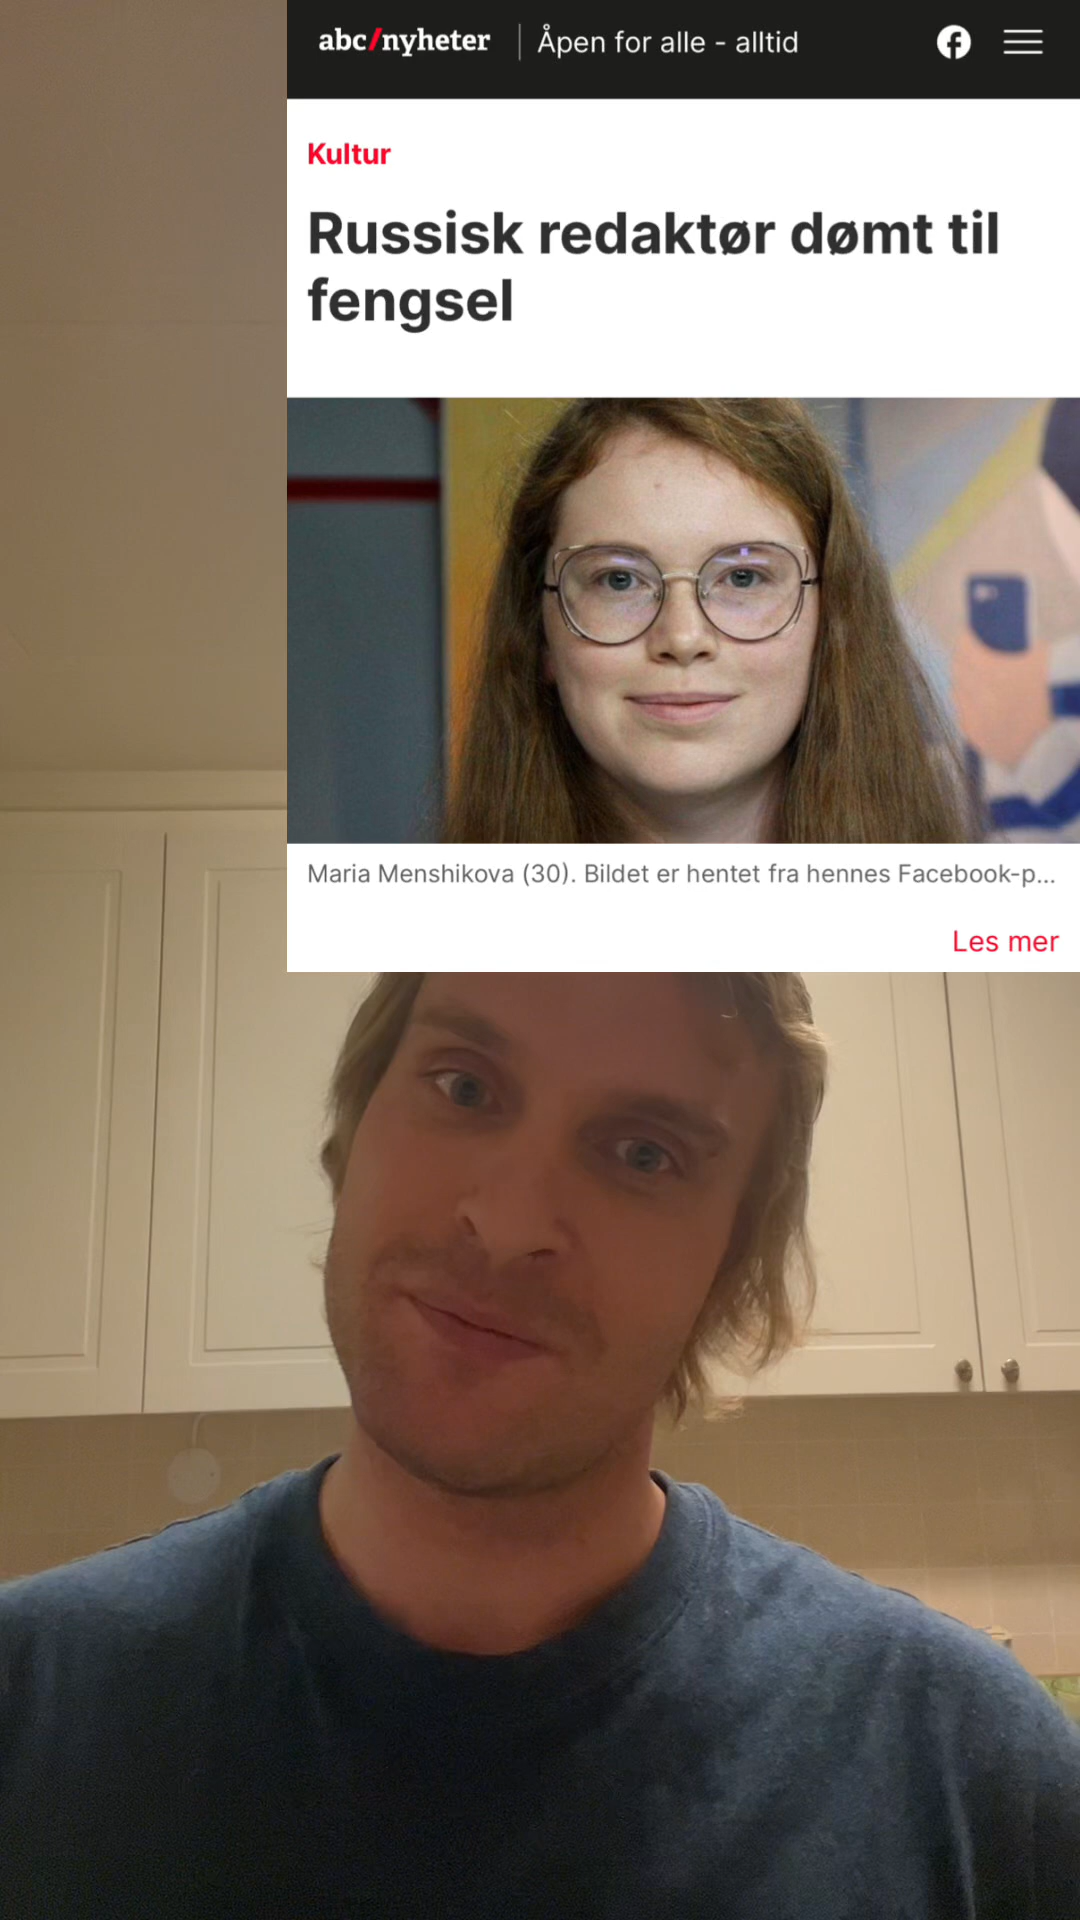 abc/nyheter | Åpen for alle - alltid
Kultur
Russisk redaktør dømt til
fengsel
Maria Menshikova (30). Bildet er hentet fra hennes Facebook-p...
Les mer